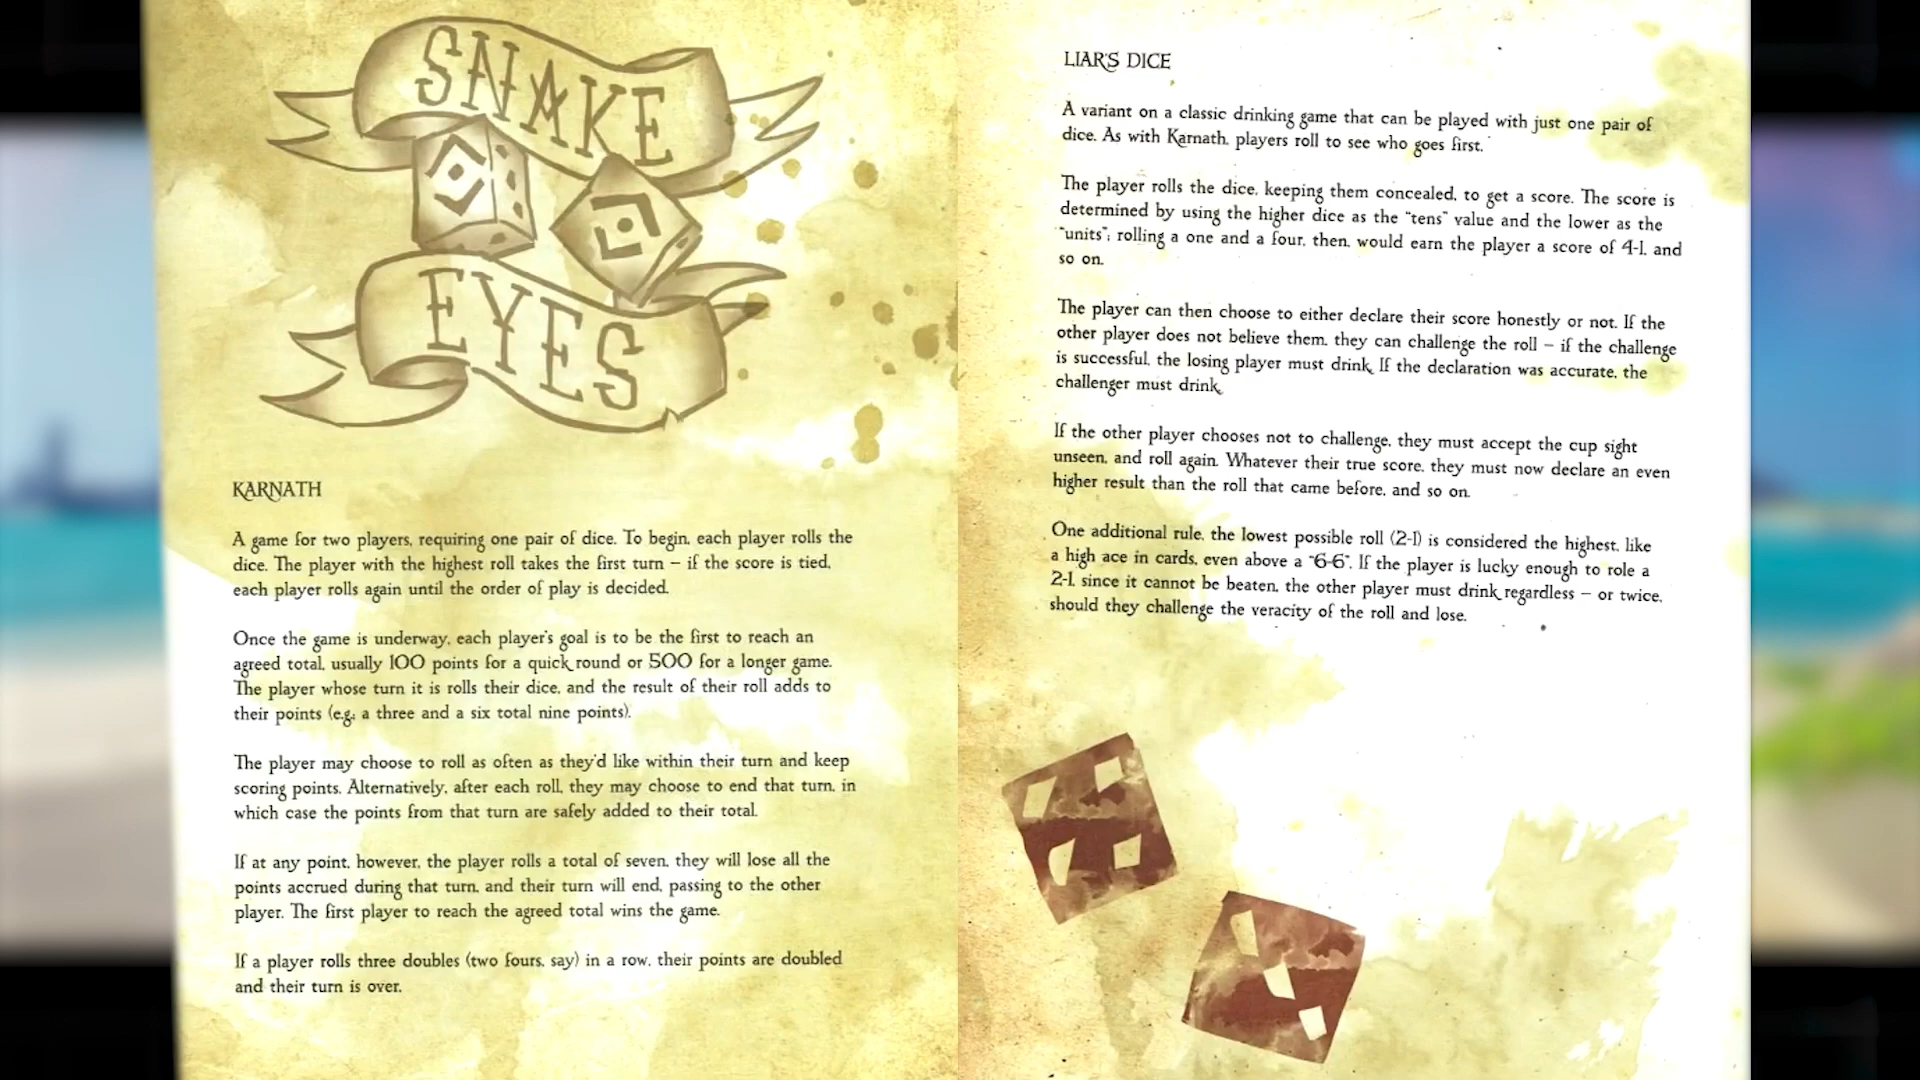 SNAKE
EYES
KARNATH
A game for two players, requiring one pair of dice. To begin, each player rolls the
dice. The player with the highest roll takes the first turn – if the score is tied,
each player rolls again until the order of play is decided.
Once the game is underway, each player's goal is to be the first to reach an
agreed total, usually 100 points for a quick round or 500 for a longer game.
The player whose turn it is rolls their dice, and the result of their roll adds to
their points (e.g. a three and a six total nine points).
The player may choose to roll as often as they'd like within their turn and keep
scoring points. Alternatively, after each roll, they may choose to end that turn, in
which case the points from that turn are safely added to their total.
If at any point, however, the player rolls a total of seven, they will lose all the
points accrued during that turn, and their turn will end, passing to the other
player. The first player to reach the agreed total wins the game.
If a player rolls three doubles (two fours, say) in a row, their points are doubled
and their turn is over.
LIAR'S DICE
A variant on a classic drinking game that can be played with just one pair of
dice. As with Karnath, players roll to see who goes first.
The player rolls the dice, keeping them concealed, to get a score. The score is
determined by using the higher dice as the "tens" value and the lower as the
"units"; rolling a one and a four, then, would earn the player a score of 4-1, and
so on.
The player can then choose to either declare their score honestly or not. If the
other player does not believe them, they can challenge the roll – if the challenge
is successful, the losing player must drink. If the declaration was accurate, the
challenger must drink.
If the other player chooses not to challenge, they must accept the cup sight
unseen, and roll again. Whatever their true score, they must now declare an even
higher result than the roll that came before, and so on.
One additional rule, the lowest possible roll (2-1) is considered the highest, like
a high ace in cards, even above a "6-6". If the player is lucky enough to role a
2-1, since it cannot be beaten, the other player must drink regardless – or twice,
should they challenge the veracity of the roll and lose.